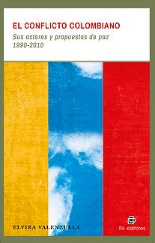 EL CONFLICTO COLOMBIANO
Sus actores y propuestas de paz
1980-2010
ELVIRA VALENZUELA
Ril editores